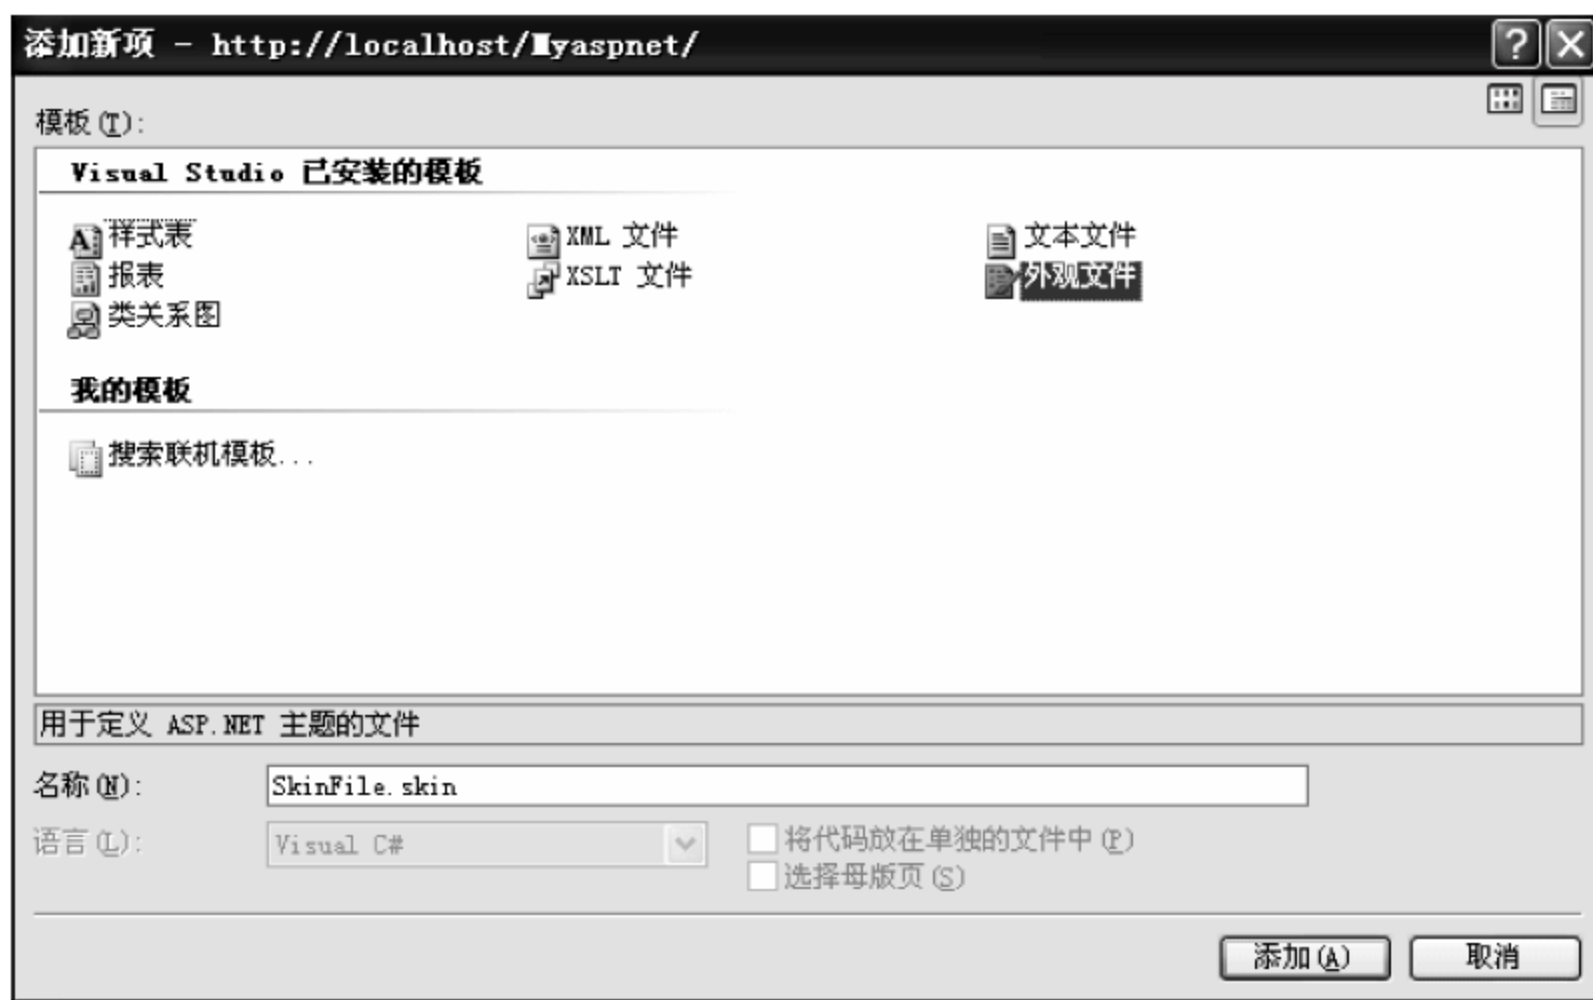 添加新项 - http://localhost/Myaspnet/
模板(T):
Visual Studio 已安装的模板
样式表 XML 文件 文本文件
报表 XSLT 文件 外观文件
类关系图
我的模板
搜索联机模板...
用于定义 ASP.NET 主题的文件
名称(N): SkinFile.skin
语言(L): Visual C# 将代码放在单独的文件中(P)
选择母版页(S)
添加(A) 取消